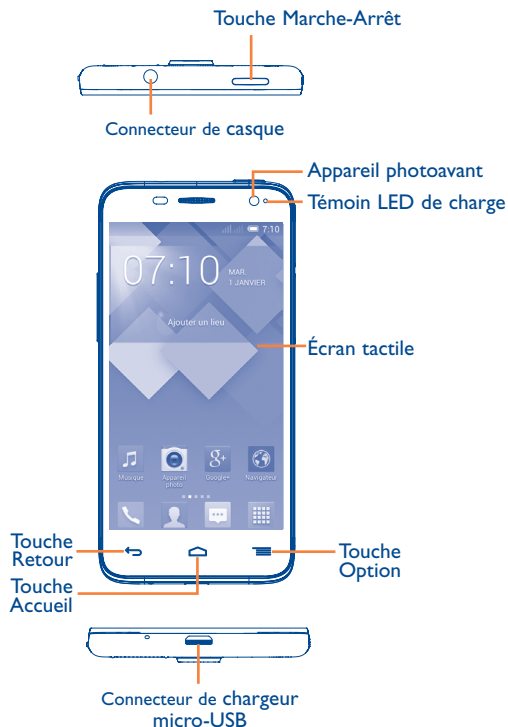 Touche Marche-Arrêt
Connecteur de casque
Appareil photoavant
Témoin LED de charge
7:10
07:10
MAR.
1 JANVIER
Ajouter un lieu
Écran tactile
Musique
Appareil
photo
Google+
Navigateur
Touche
Retour
Touche
Accueil
Touche
Option
Connecteur de chargeur
micro-USB